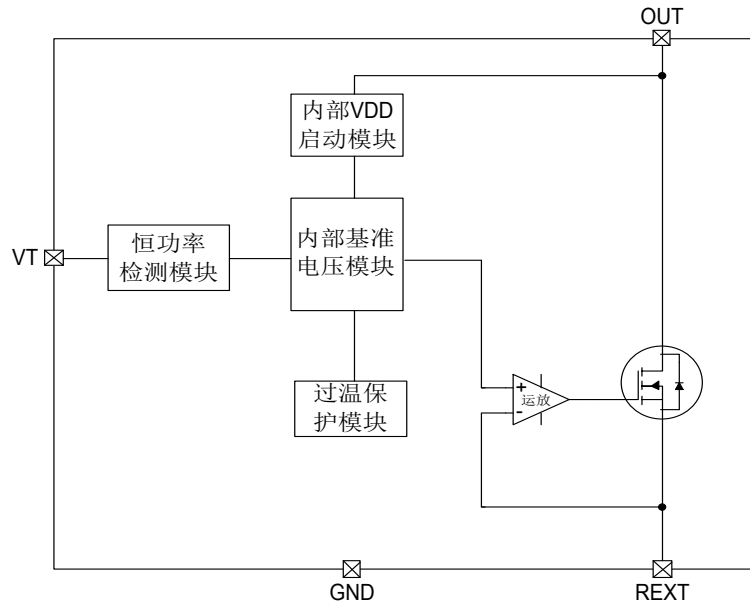 OUT
内部VDD
启动模块
VT
恒功率
检测模块
内部基准
电压模块
过温保
护模块
+
运放
-
GND
REXT